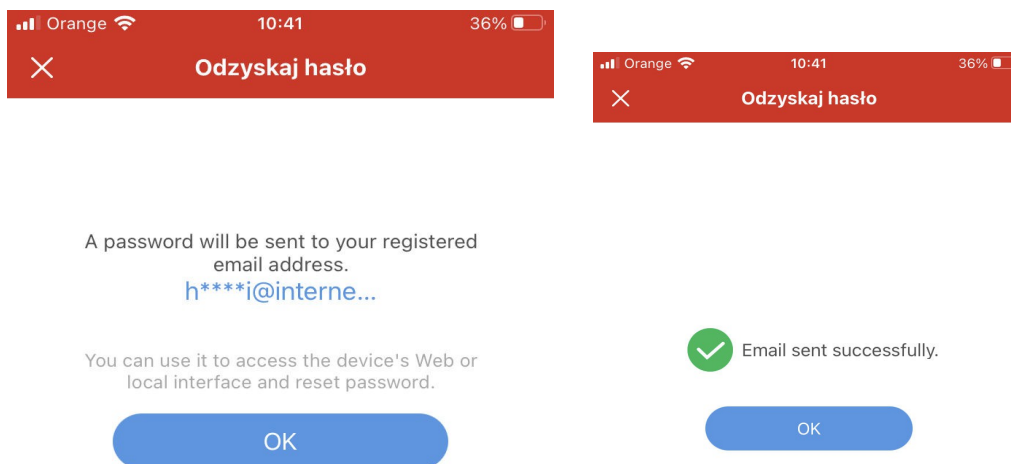 Orange
10:41
36%
Odzyskaj hasło
A password will be sent to your registered
email address.
h****i@interne...
You can use it to access the device's Web or
local interface and reset password.
OK
Orange
10:41
36%
Odzyskaj hasło
Email sent successfully.
OK